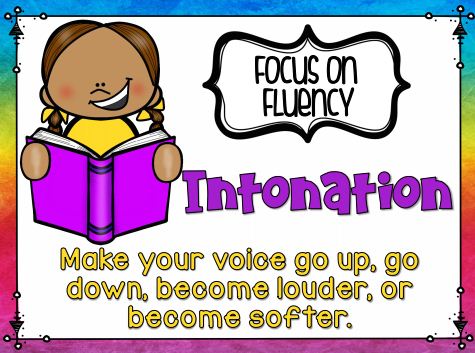 Focus on
Fluency
Intonation
Make your voice go up, go
down, become louder, or
become softer.